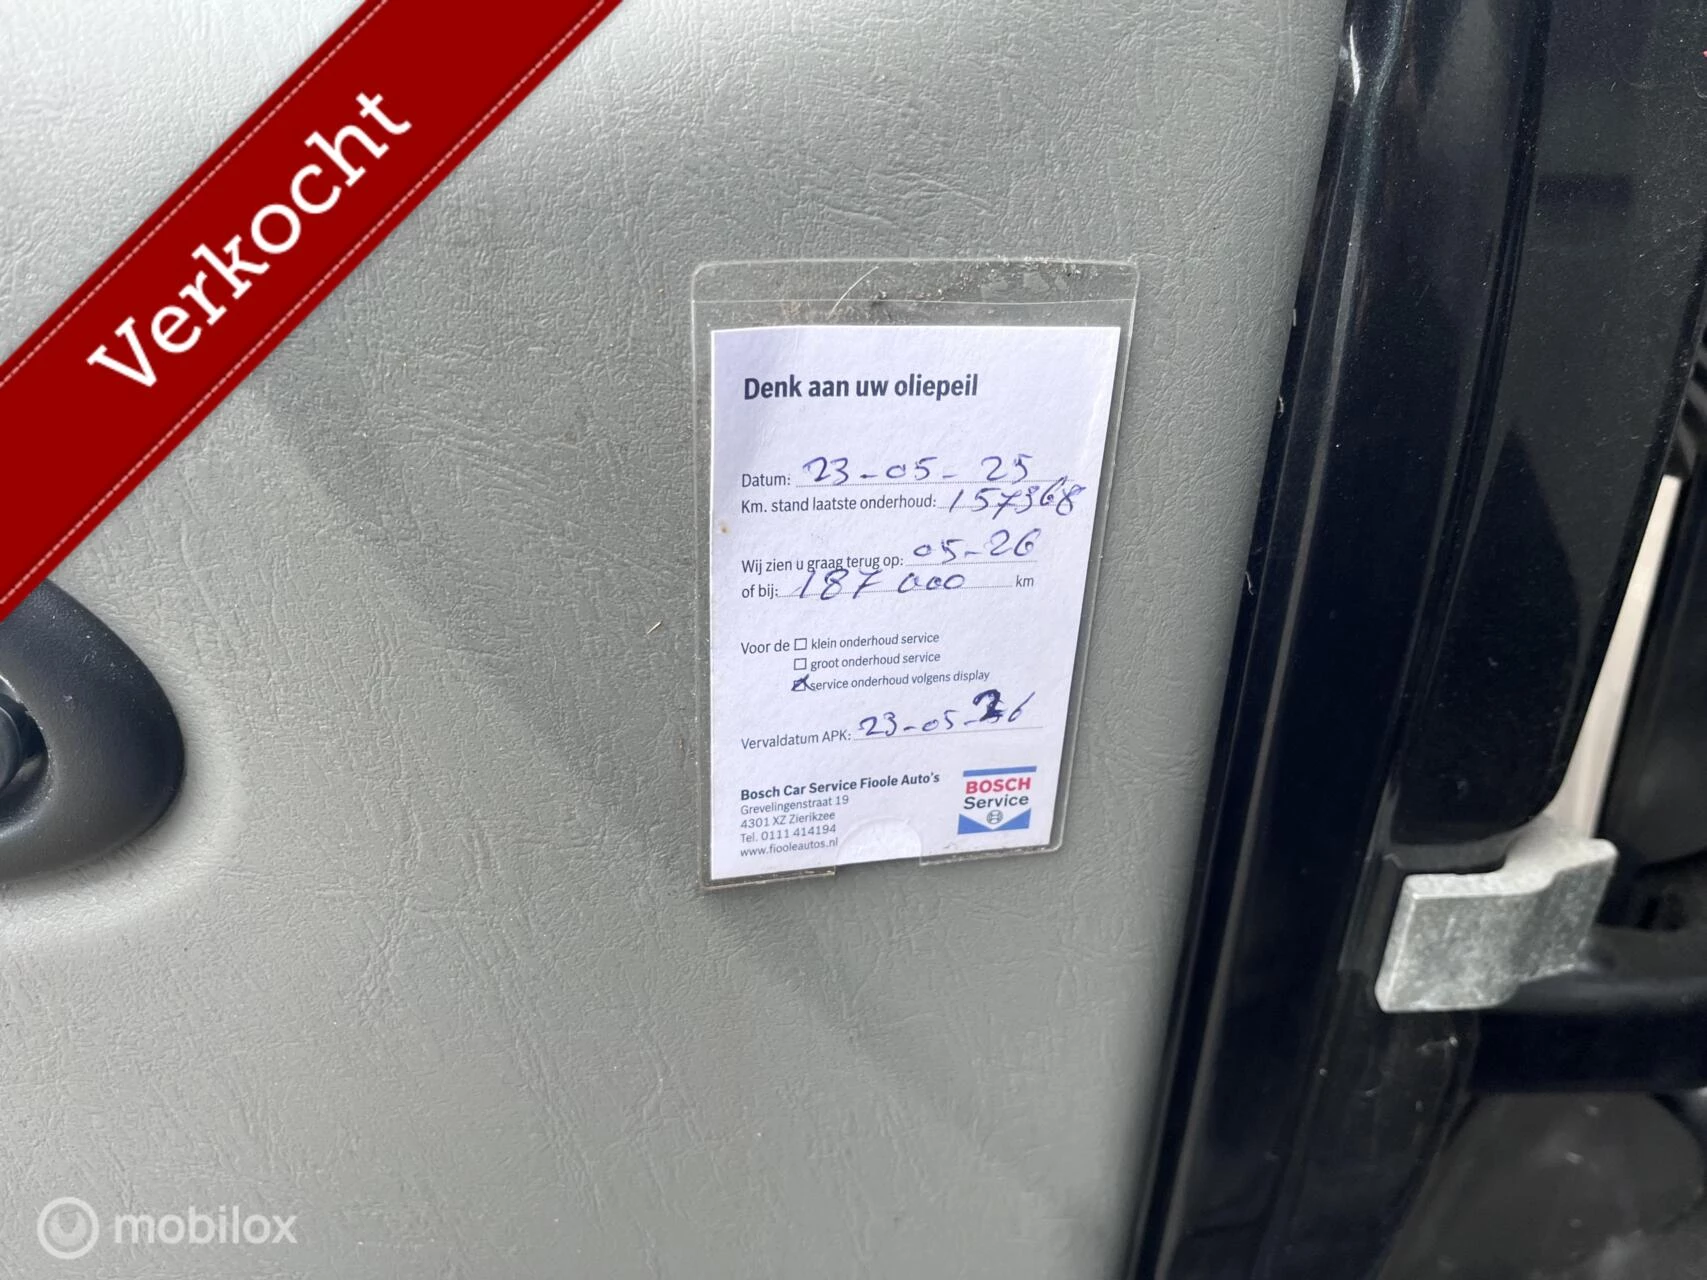 Verkocht
Denk aan uw oliepeil
Datum: 23-05-25
Km. stand laatste onderhoud: 157368
Wij zien u graag terug op: 05-26
of bij: 187000 km
Voor de klein onderhoud service
groot onderhoud service
service onderhoud volgens display
Vervaldatum APK: 23-05-26
Bosch Car Service Fioole Auto's
Grevelingenstraat 19
4301 XZ Zierikzee
Tel. 0111 414194
www.fiooleautos.nl
BOSCH
Service
mobilox